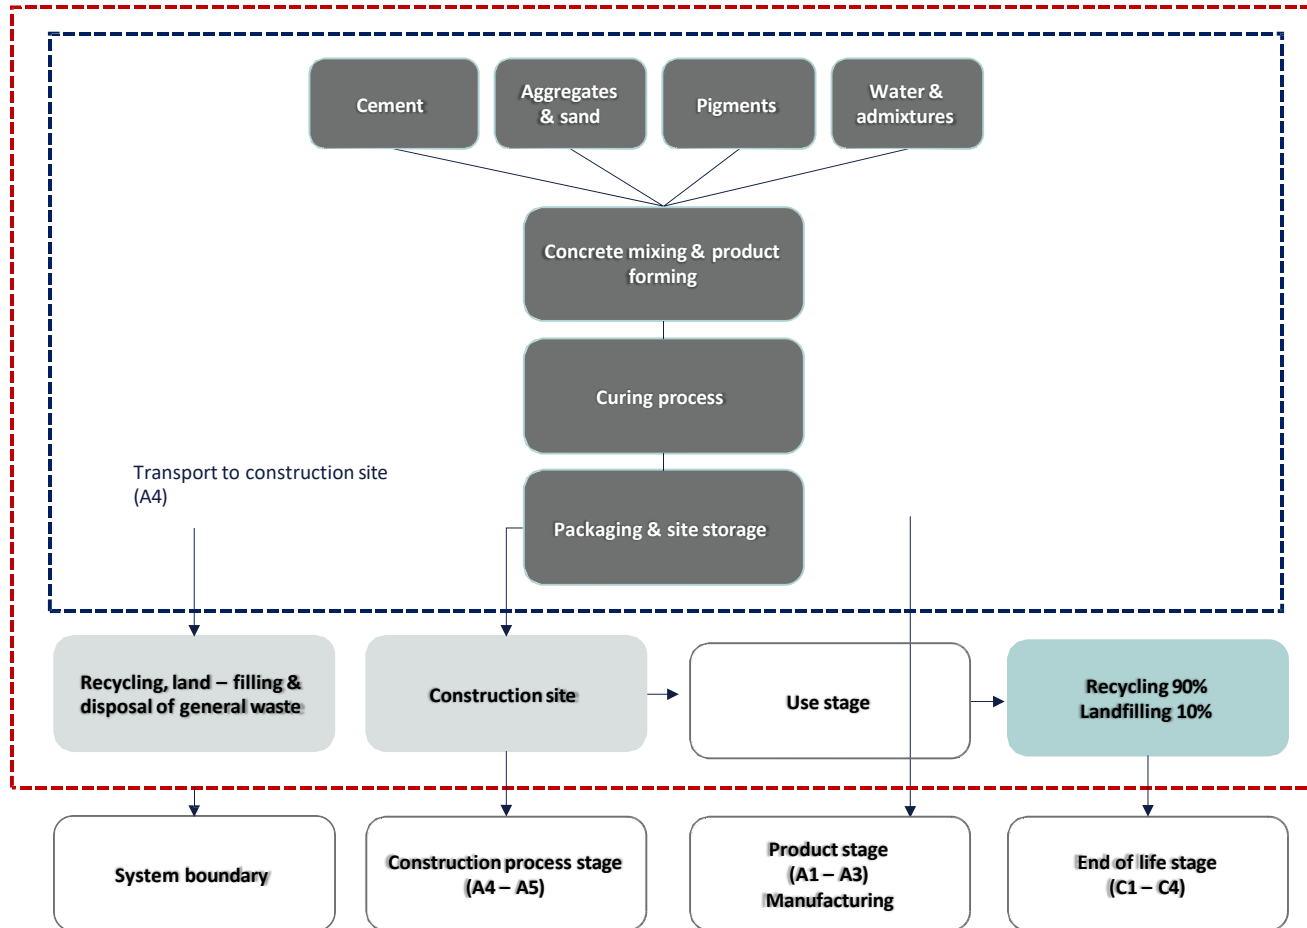 Cement
Aggregates
& sand
Pigments
Water &
admixtures
Concrete mixing & product
forming
Curing process
Transport to construction site
(A4)
Packaging & site storage
Recycling, land – filling &
disposal of general waste
Construction site
Use stage
Recycling 90%
Landfilling 10%
System boundary
Construction process stage
(A4 – A5)
Product stage
(A1 – A3)
Manufacturing
End of life stage
(C1 – C4)